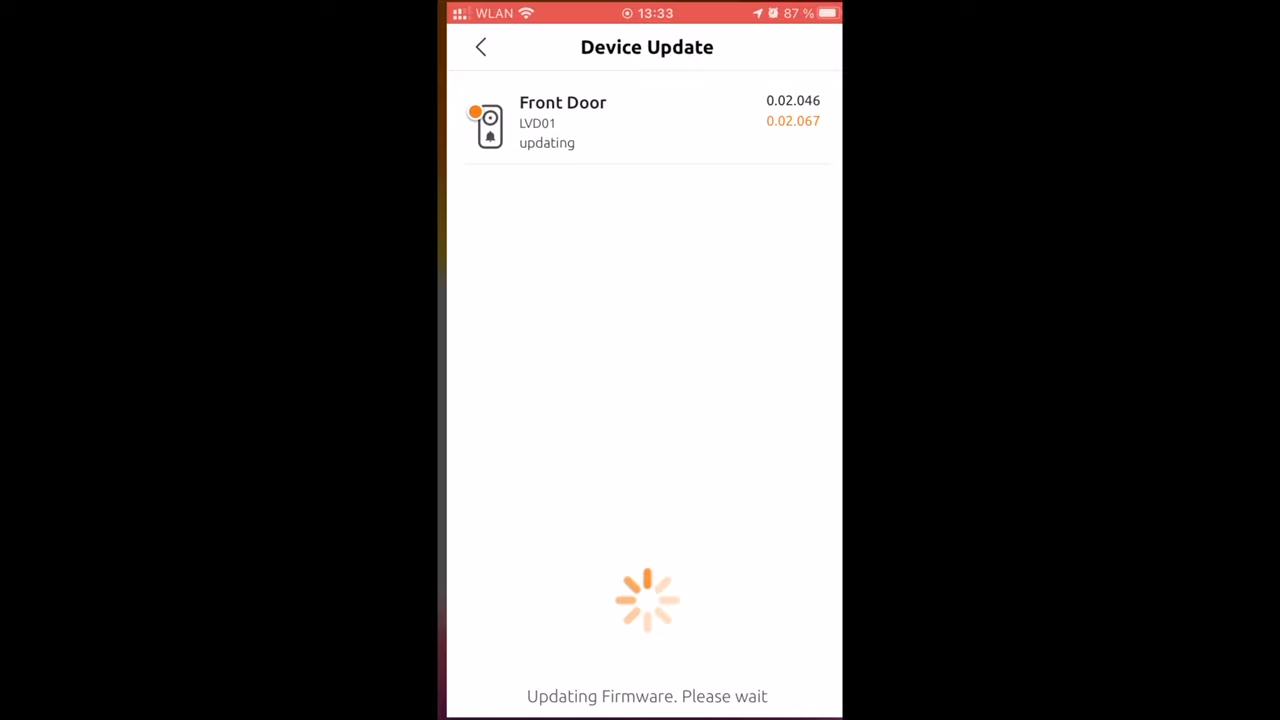 WLAN 13:33 87 %
Device Update
Front Door 0.02.046
LVD01 0.02.067
updating
Updating Firmware. Please wait